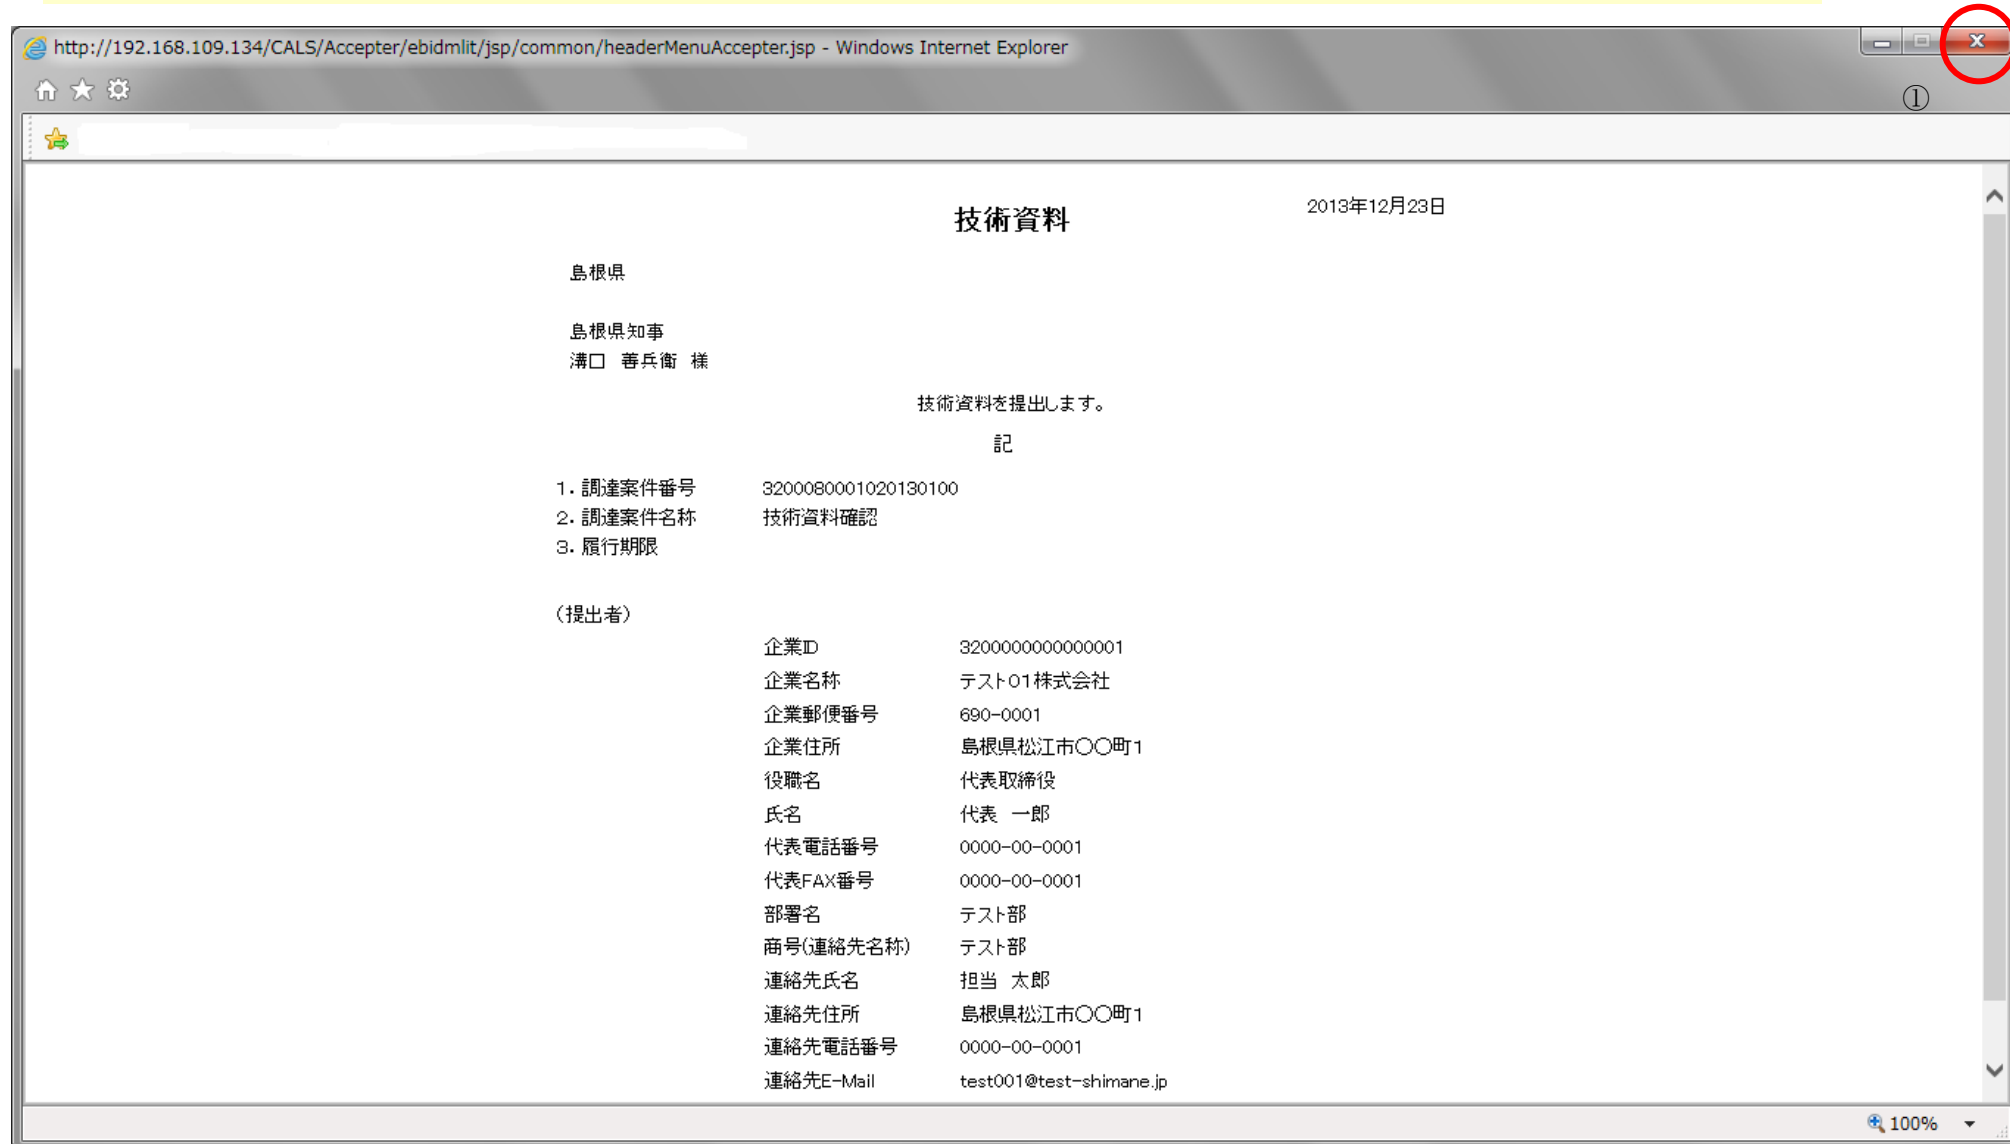 http://192.168.109.134/CALS/Accepter/ebidmlit/jsp/common/headerMenuAccepter.jsp - Windows Internet Explorer
①
技術資料
2013年12月23日
島根県
島根県知事
溝口 善兵衛 様
技術資料を提出します。
記
1. 調達案件番号 3200080001020130100
2. 調達案件名称 技術資料確認
3. 履行期限
(提出者)
企業ID 3200000000000001
企業名称 テスト01株式会社
企業郵便番号 690-0001
企業住所 島根県松江市○○町1
役職名 代表取締役
氏名 代表 一郎
代表電話番号 0000-00-0001
代表FAX番号 0000-00-0001
部署名 テスト部
商号(連絡先名称) テスト部
連絡先氏名 担当 太郎
連絡先住所 島根県松江市○○町1
連絡先電話番号 0000-00-0001
連絡先E-Mail test001@test-shimane.jp
100%